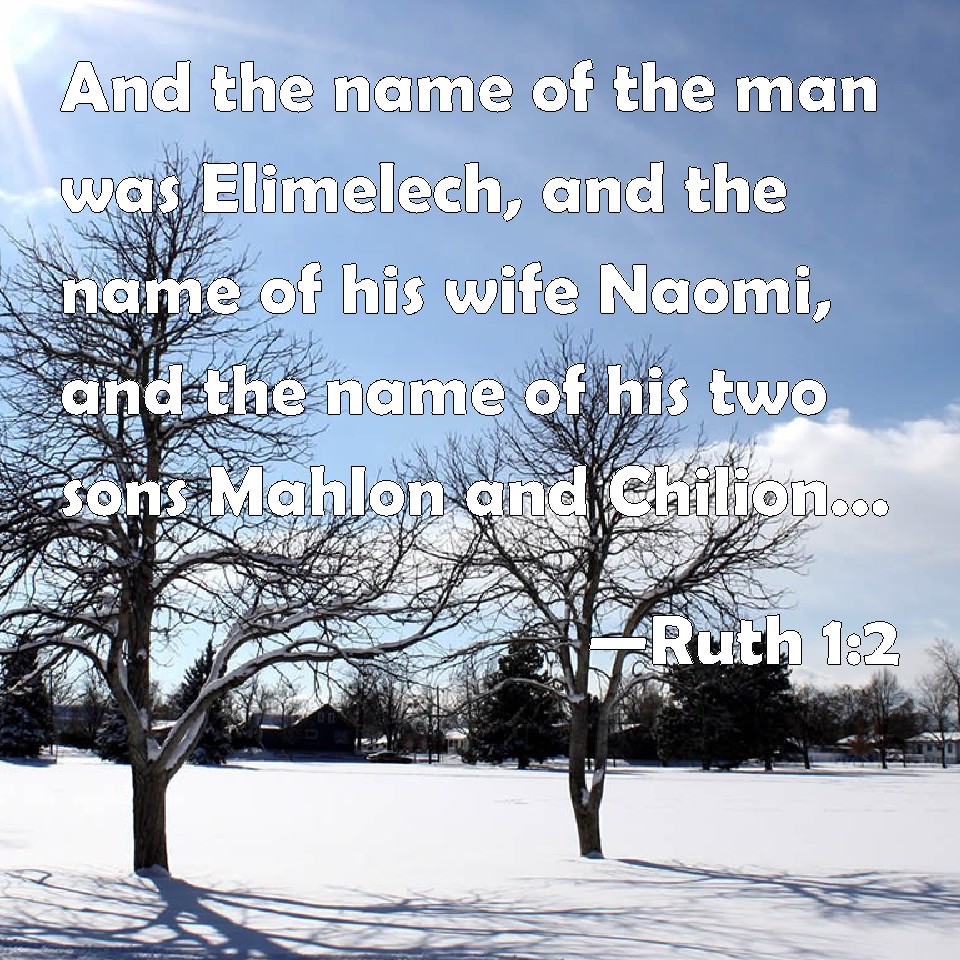 And the name of the man
was Elimelech, and the
name of his wife Naomi,
and the name of his two
sons Mahlon and Chilion...
—Ruth 1:2